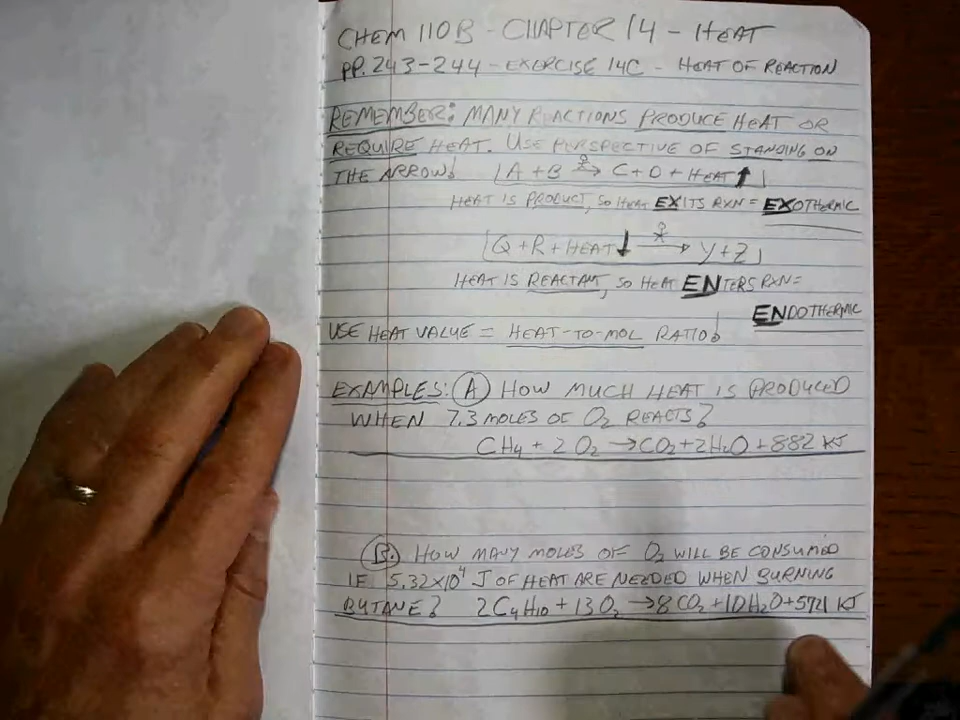 CHEM 110B - CHAPTER 14 - HEAT
PP. 243-244 - EXERCISE 14C - HEAT OF REACTION
REMEMBER: MANY REACTIONS PRODUCE HEAT OR
REQUIRE HEAT. USE PERSPECTIVE OF STANDING ON
THE ARROW! A + B → C + D + HEAT ↑
HEAT IS PRODUCT, SO HEAT EXITS RXN = EXOTHERMIC
Q + R + HEAT ↓ → Y + Z
HEAT IS REACTANT, SO HEAT ENTERS RXN =
ENDOTHERMIC
USE HEAT VALUE = HEAT-TO-MOL RATIO!
EXAMPLES: (A) HOW MUCH HEAT IS PRODUCED
WHEN 7.3 MOLES OF O₂ REACTS?
CH₄ + 2 O₂ → CO₂ + 2H₂O + 882 KJ
(B.) HOW MANY MOLES OF O₂ WILL BE CONSUMED
IF 5.32×10⁴ J OF HEAT ARE NEEDED WHEN BURNING
BUTANE? 2C₄H₁₀ + 13 O₂ → 8 CO₂ + 10 H₂O + 5721 KJ